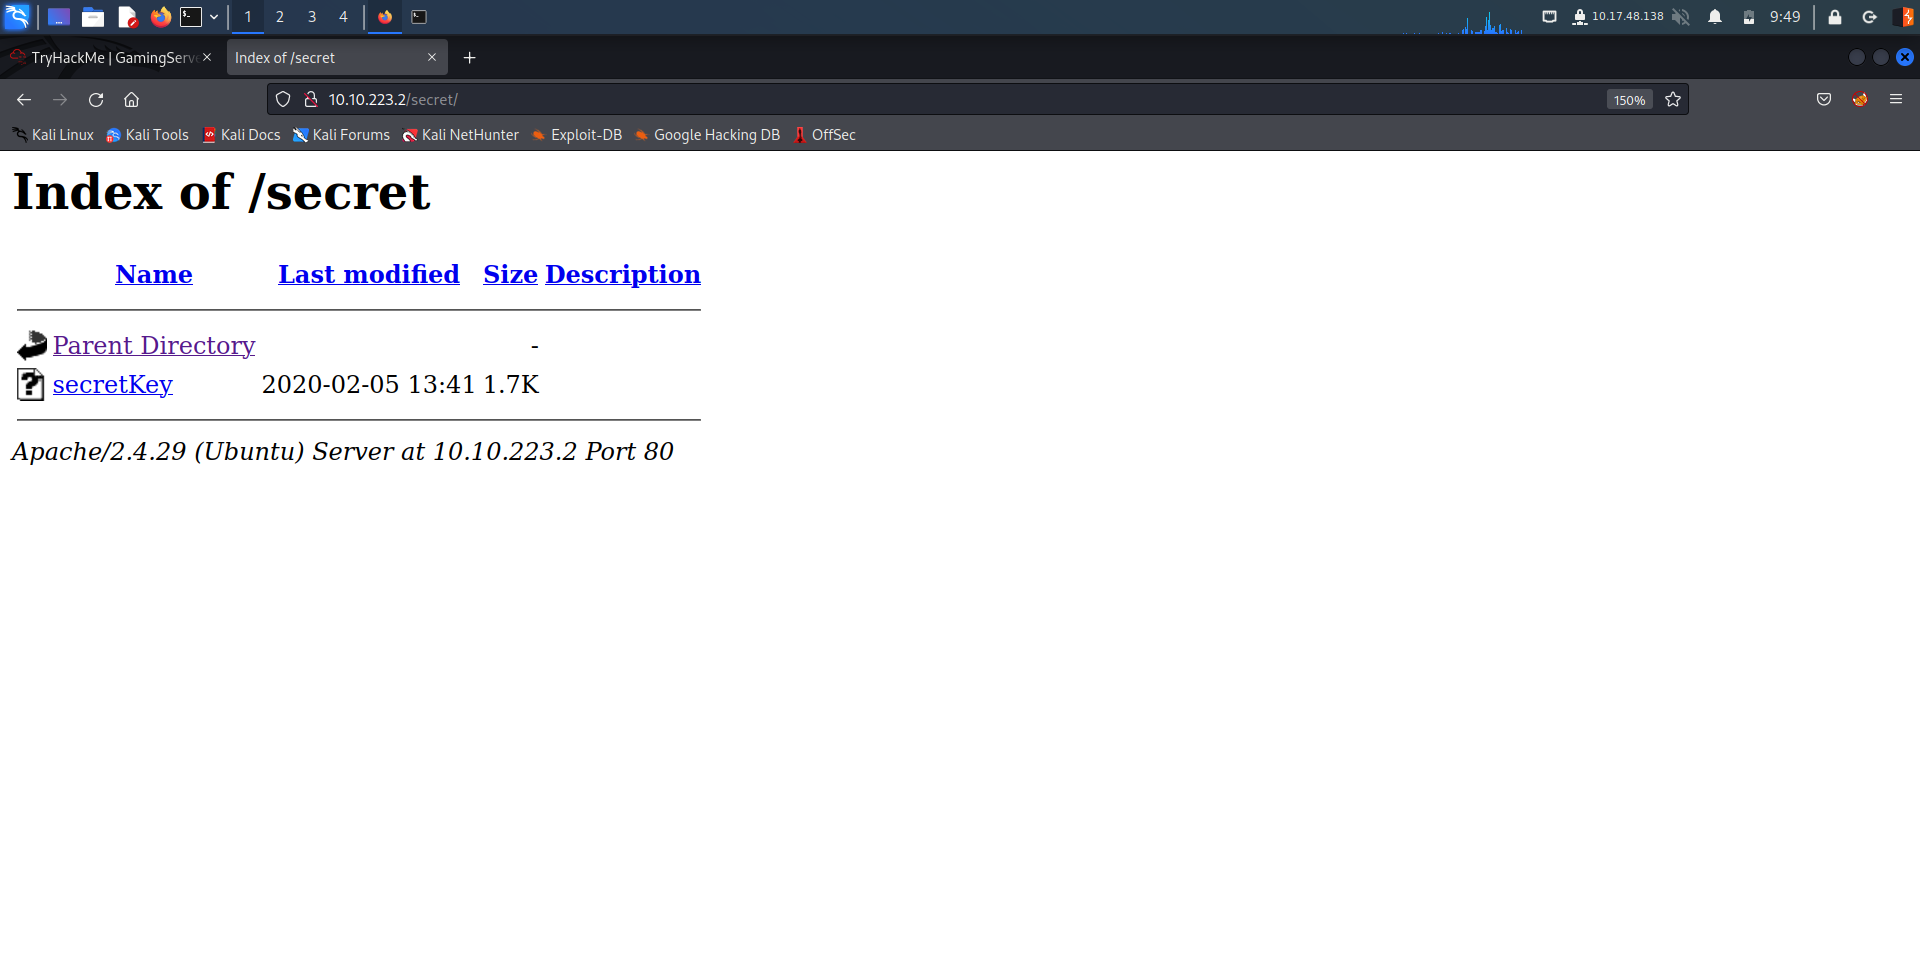 1 2 3 4 10.17.48.138 9:49
TryHackMe | GamingServe Index of /secret
10.10.223.2/secret/ 150%
Kali Linux Kali Tools Kali Docs Kali Forums Kali NetHunter Exploit-DB Google Hacking DB OffSec
Index of /secret
Name Last modified Size Description
Parent Directory -
secretKey 2020-02-05 13:41 1.7K
Apache/2.4.29 (Ubuntu) Server at 10.10.223.2 Port 80